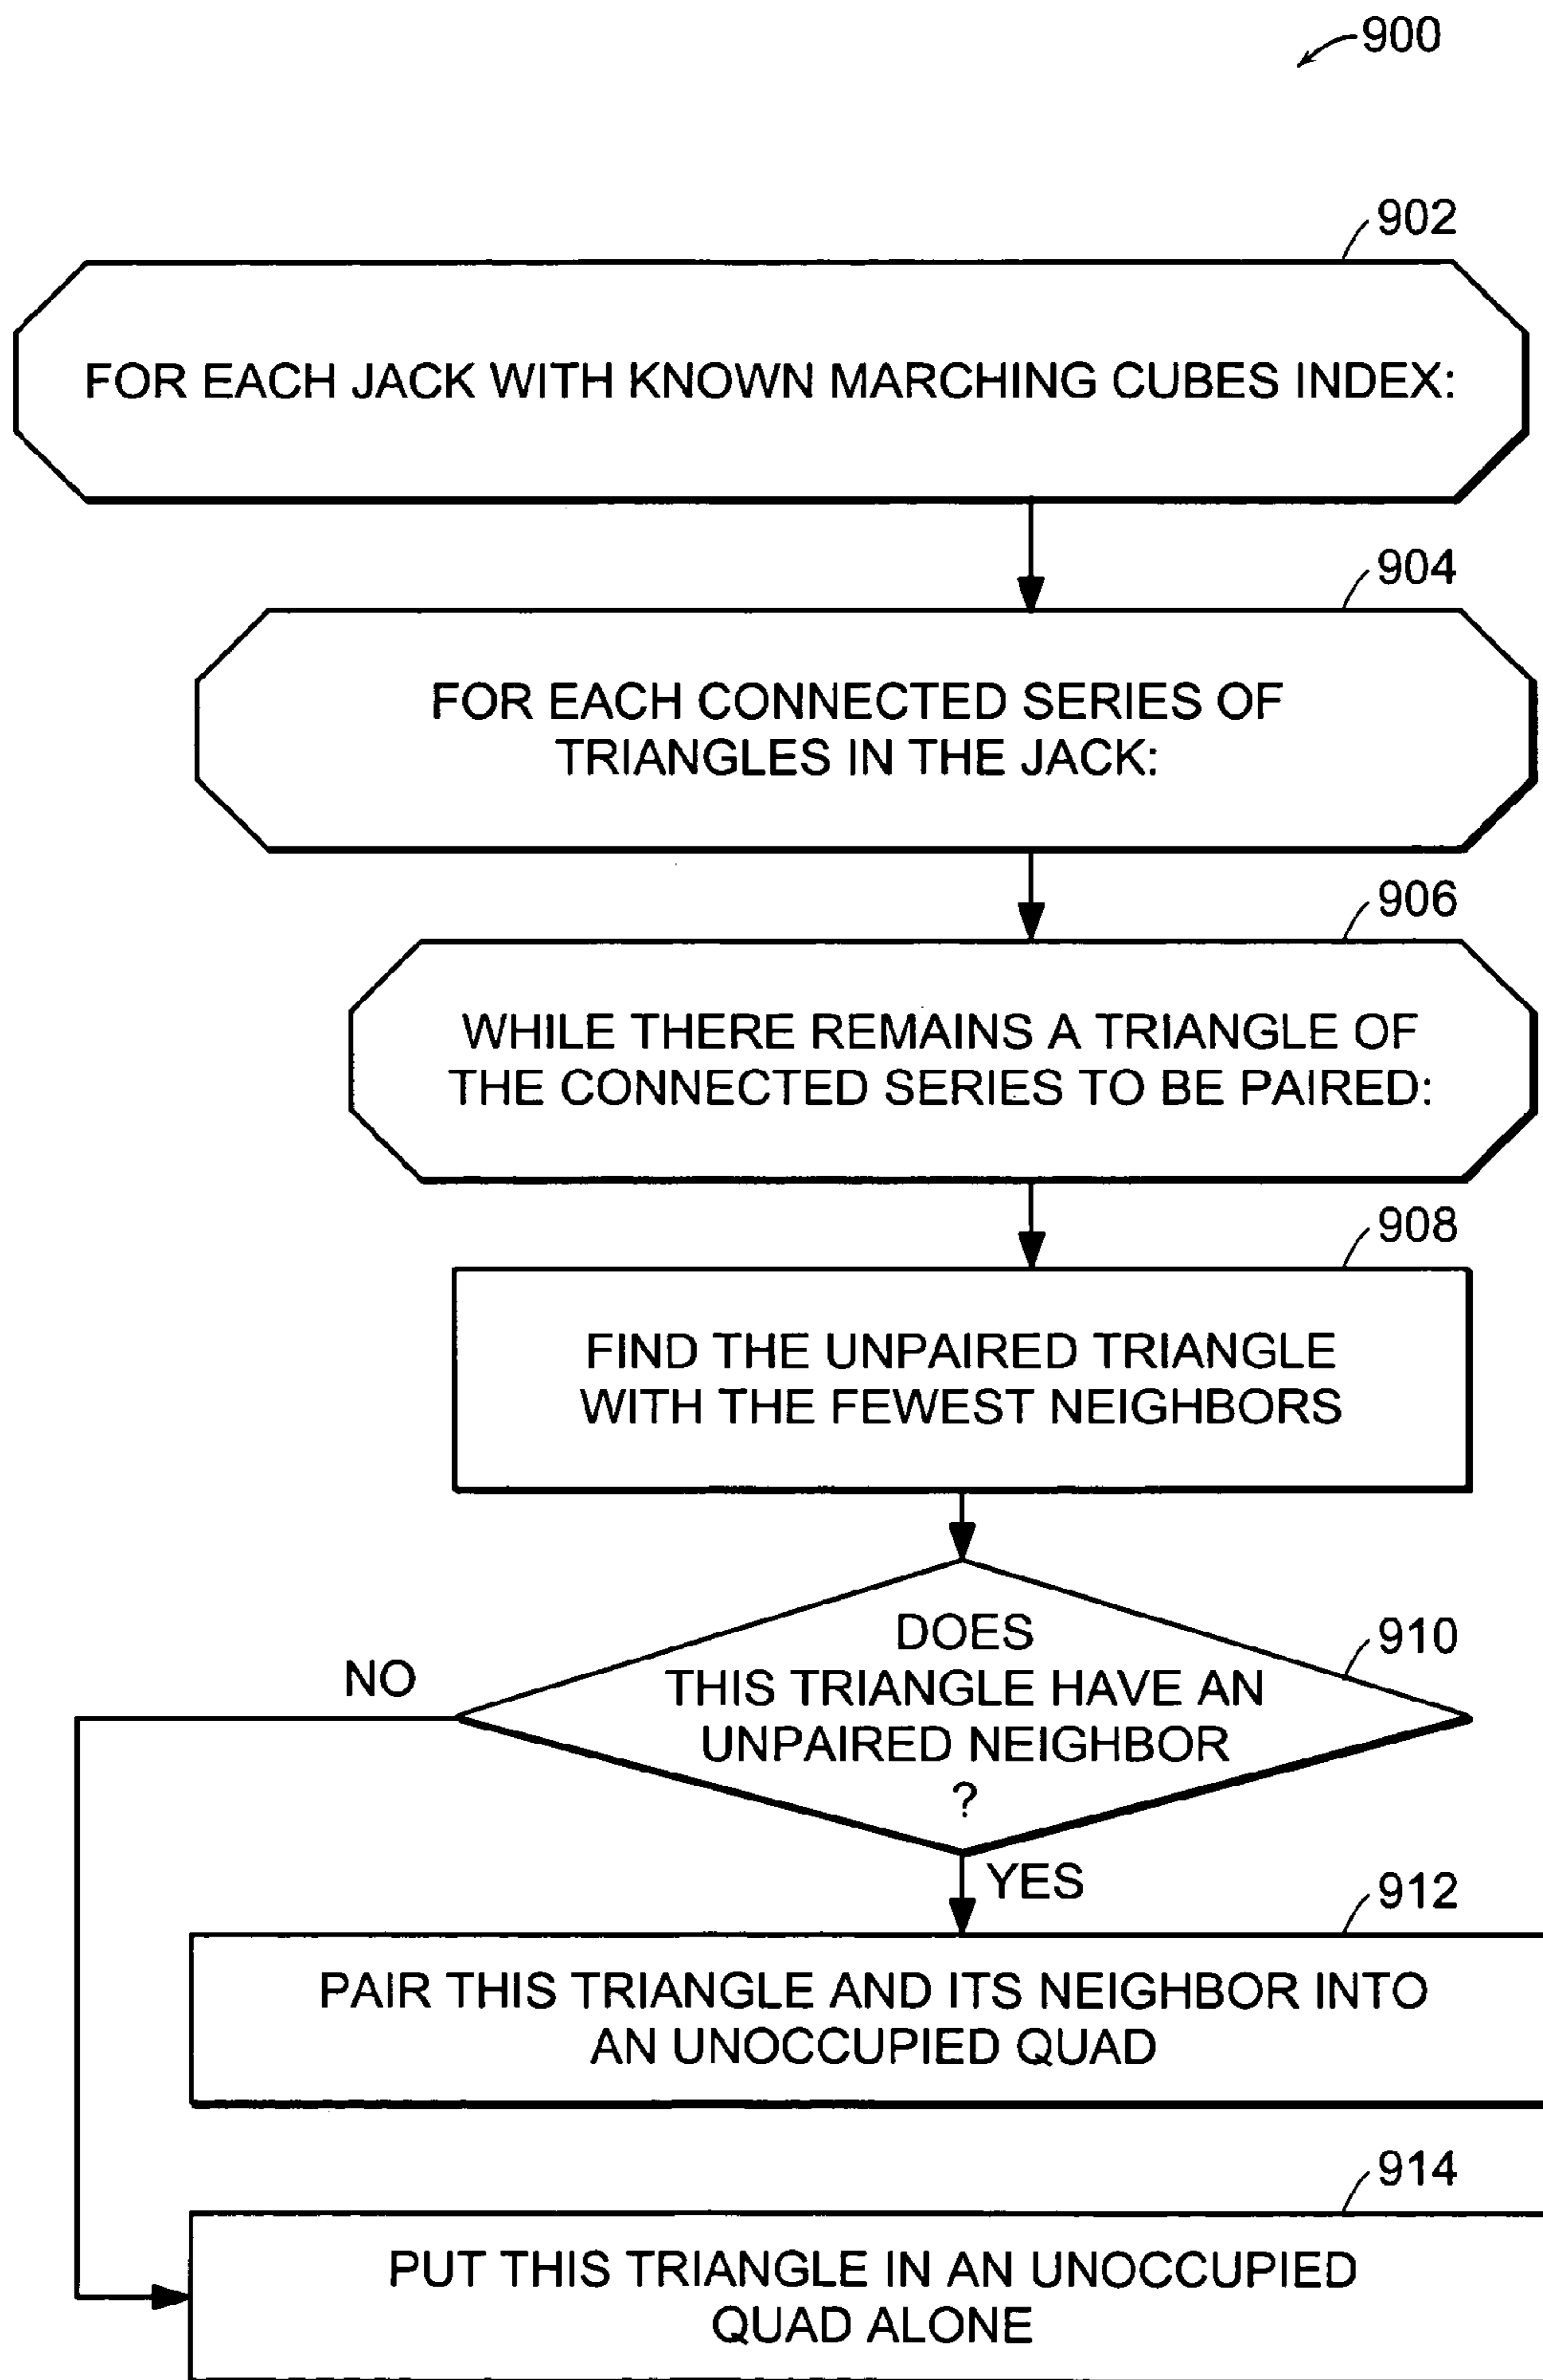 900
902
FOR EACH JACK WITH KNOWN MARCHING CUBES INDEX:
904
FOR EACH CONNECTED SERIES OF
TRIANGLES IN THE JACK:
906
WHILE THERE REMAINS A TRIANGLE OF
THE CONNECTED SERIES TO BE PAIRED:
908
FIND THE UNPAIRED TRIANGLE
WITH THE FEWEST NEIGHBORS
910
DOES
THIS TRIANGLE HAVE AN
UNPAIRED NEIGHBOR
?
NO
YES
912
PAIR THIS TRIANGLE AND ITS NEIGHBOR INTO
AN UNOCCUPIED QUAD
914
PUT THIS TRIANGLE IN AN UNOCCUPIED
QUAD ALONE